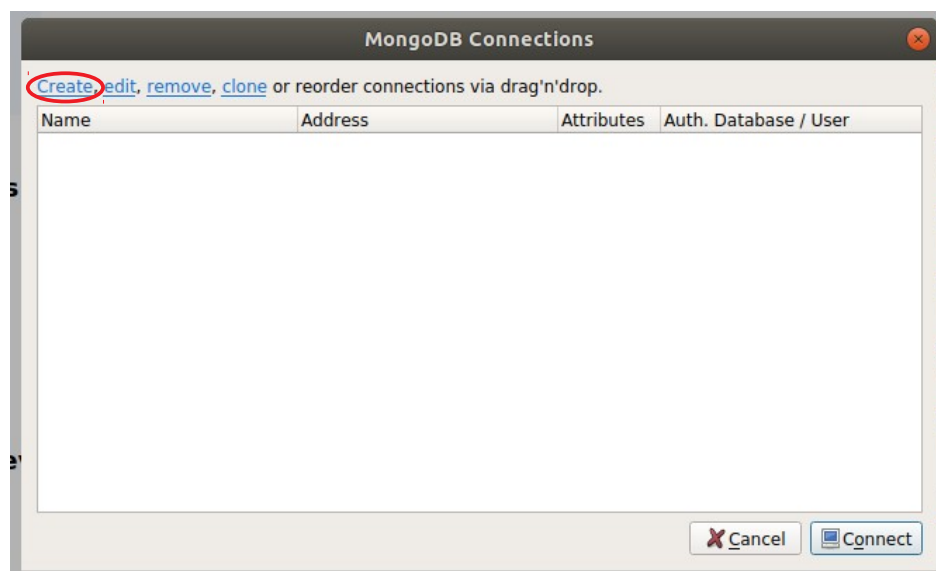 MongoDB Connections
Create, edit, remove, clone or reorder connections via drag'n'drop.
Name Address Attributes Auth. Database / User
s
Cancel Connect